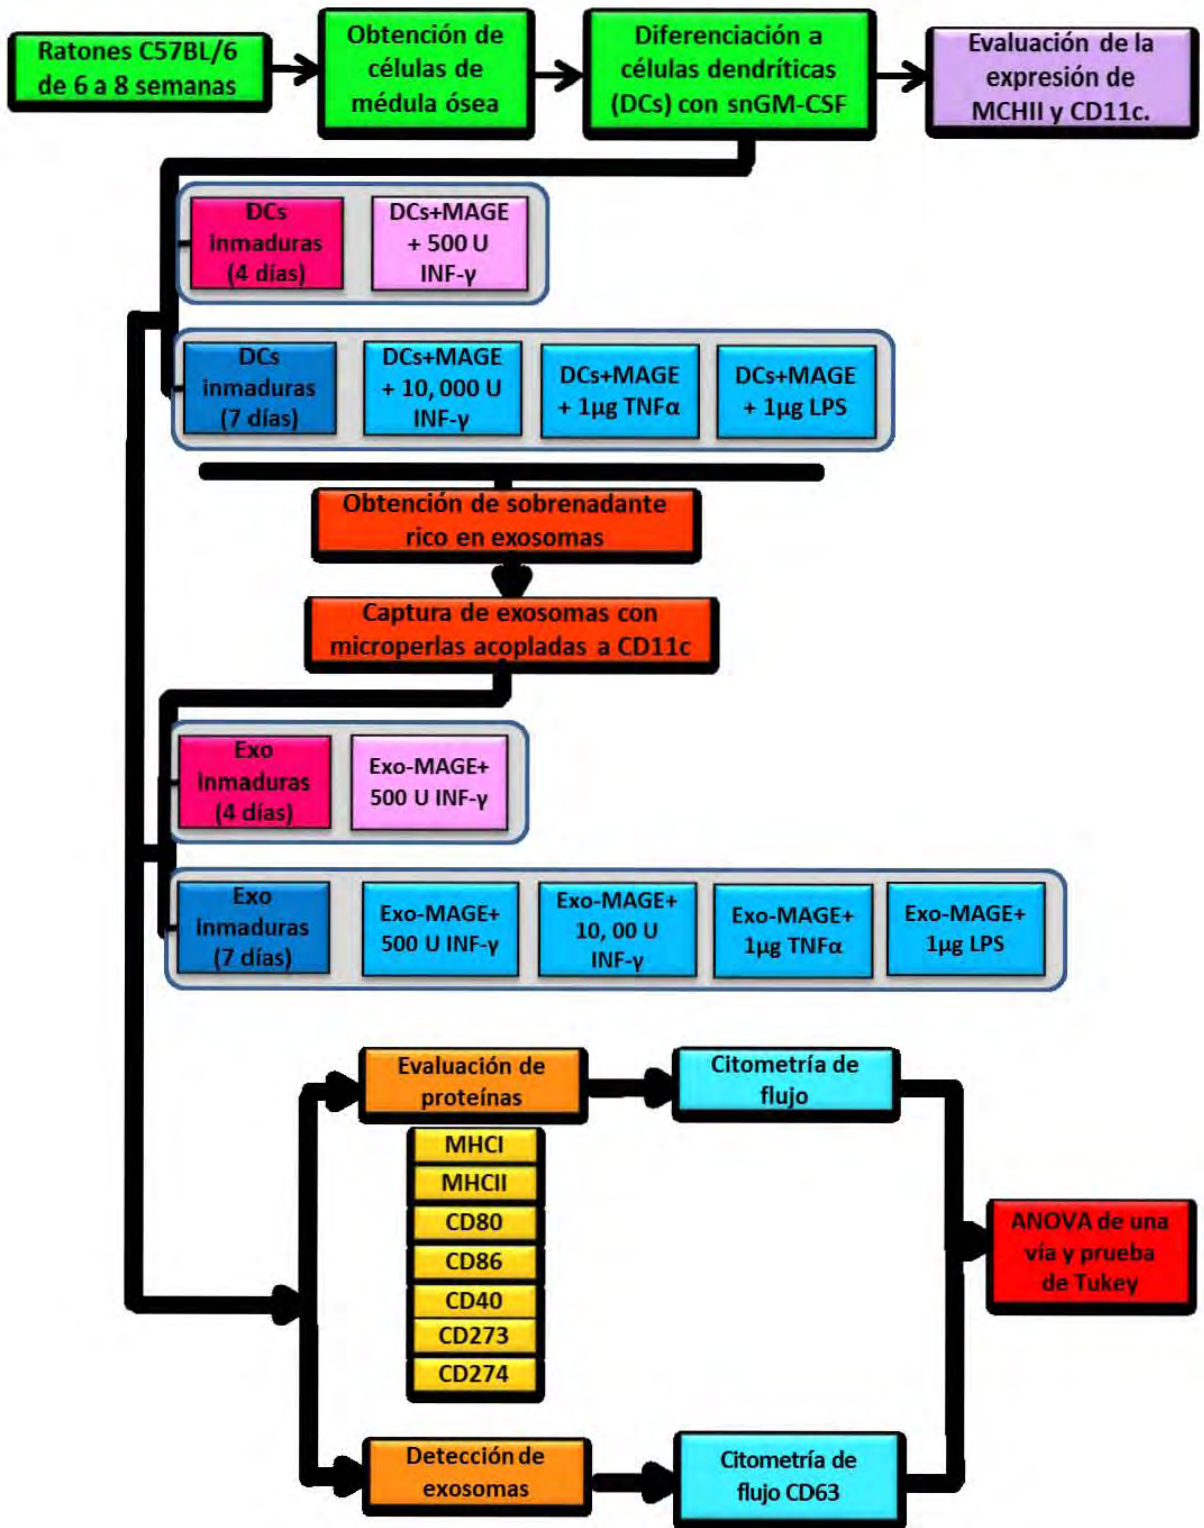 Ratones C57BL/6
de 6 a 8 semanas
Obtención de
células de
médula ósea
Diferenciación a
células dendríticas
(DCs) con snGM-CSF
Evaluación de la
expresión de
MCHII y CD11c.
DCs
inmaduras
(4 días)
DCs+MAGE
+ 500 U
INF-γ
DCs
inmaduras
(7 días)
DCs+MAGE
+ 10, 000 U
INF-γ
DCs+MAGE
+ 1µg TNFα
DCs+MAGE
+ 1µg LPS
Obtención de sobrenadante
rico en exosomas
Captura de exosomas con
microperlas acopladas a CD11c
Exo
inmaduras
(4 días)
Exo-MAGE+
500 U INF-γ
Exo
inmaduras
(7 días)
Exo-MAGE+
500 U INF-γ
Exo-MAGE+
10, 00 U
INF-γ
Exo-MAGE+
1µg TNFα
Exo-MAGE+
1µg LPS
Evaluación de
proteínas
Citometría de
flujo
MHCI
MHCII
CD80
CD86
CD40
CD273
CD274
ANOVA de una
vía y prueba
de Tukey
Detección de
exosomas
Citometría de
flujo CD63